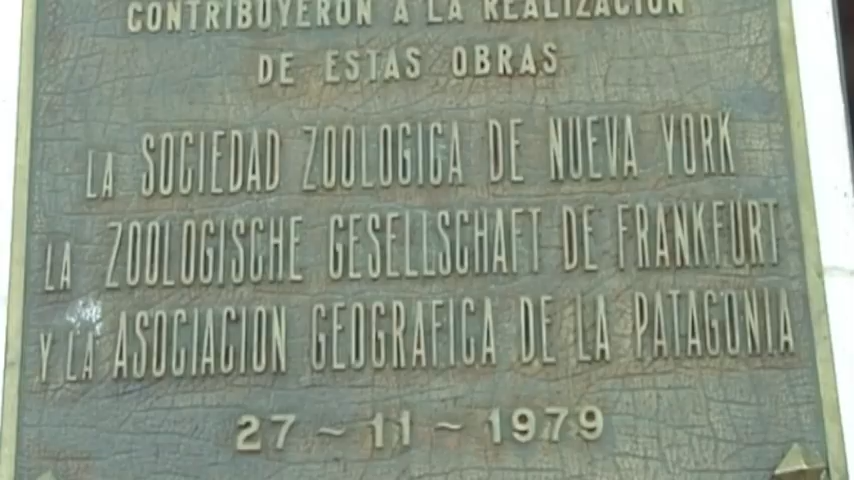 CONTRIBUYERON A LA REALIZACION
DE ESTAS OBRAS
LA SOCIEDAD ZOOLOGICA DE NUEVA YORK
LA ZOOLOGISCHE GESELLSCHAFT DE FRANKFURT
Y LA ASOCIACION GEOGRAFICA DE LA PATAGONIA
27~11~1979